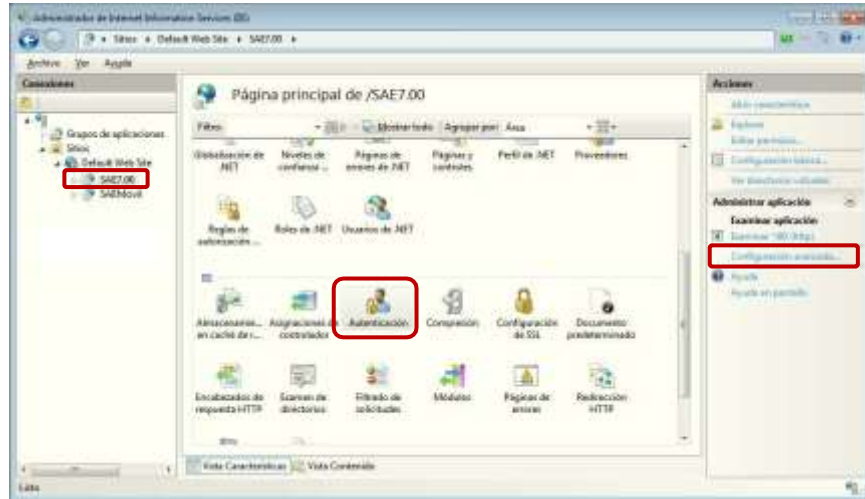 Administrador de Internet Information Services (IIS)
Sitios
Default Web Site
SAE7.00
Archivo Ver Ayuda
Conexiones
Grupos de aplicaciones
Sitios
Default Web Site
SAE7.00
SAEMovil
Página principal de /SAE7.00
Filtro:
Mostrar todo
Agrupar por: Área
Globalización de .NET
Niveles de confianza ...
Páginas de errores de .NET
Páginas y controles
Perfil de .NET
Proveedores
Reglas de autorización ...
Roles de .NET
Usuarios de .NET
Almacenamie... en caché de r...
Asignaciones de controlador
Autenticación
Compresión
Configuración de SSL
Documento predeterminado
Encabezados de respuesta HTTP
Examen de directorios
Filtrado de solicitudes
Módulos
Páginas de errores
Redirección HTTP
Vista Características
Vista Contenido
Acciones
Abrir característica
Explorar
Editar permisos...
Configuración básica...
Ver directorios virtuales
Administrar aplicación
Examinar aplicación
Configuración avanzada...
Ayuda
Ayuda en pantalla
Listo